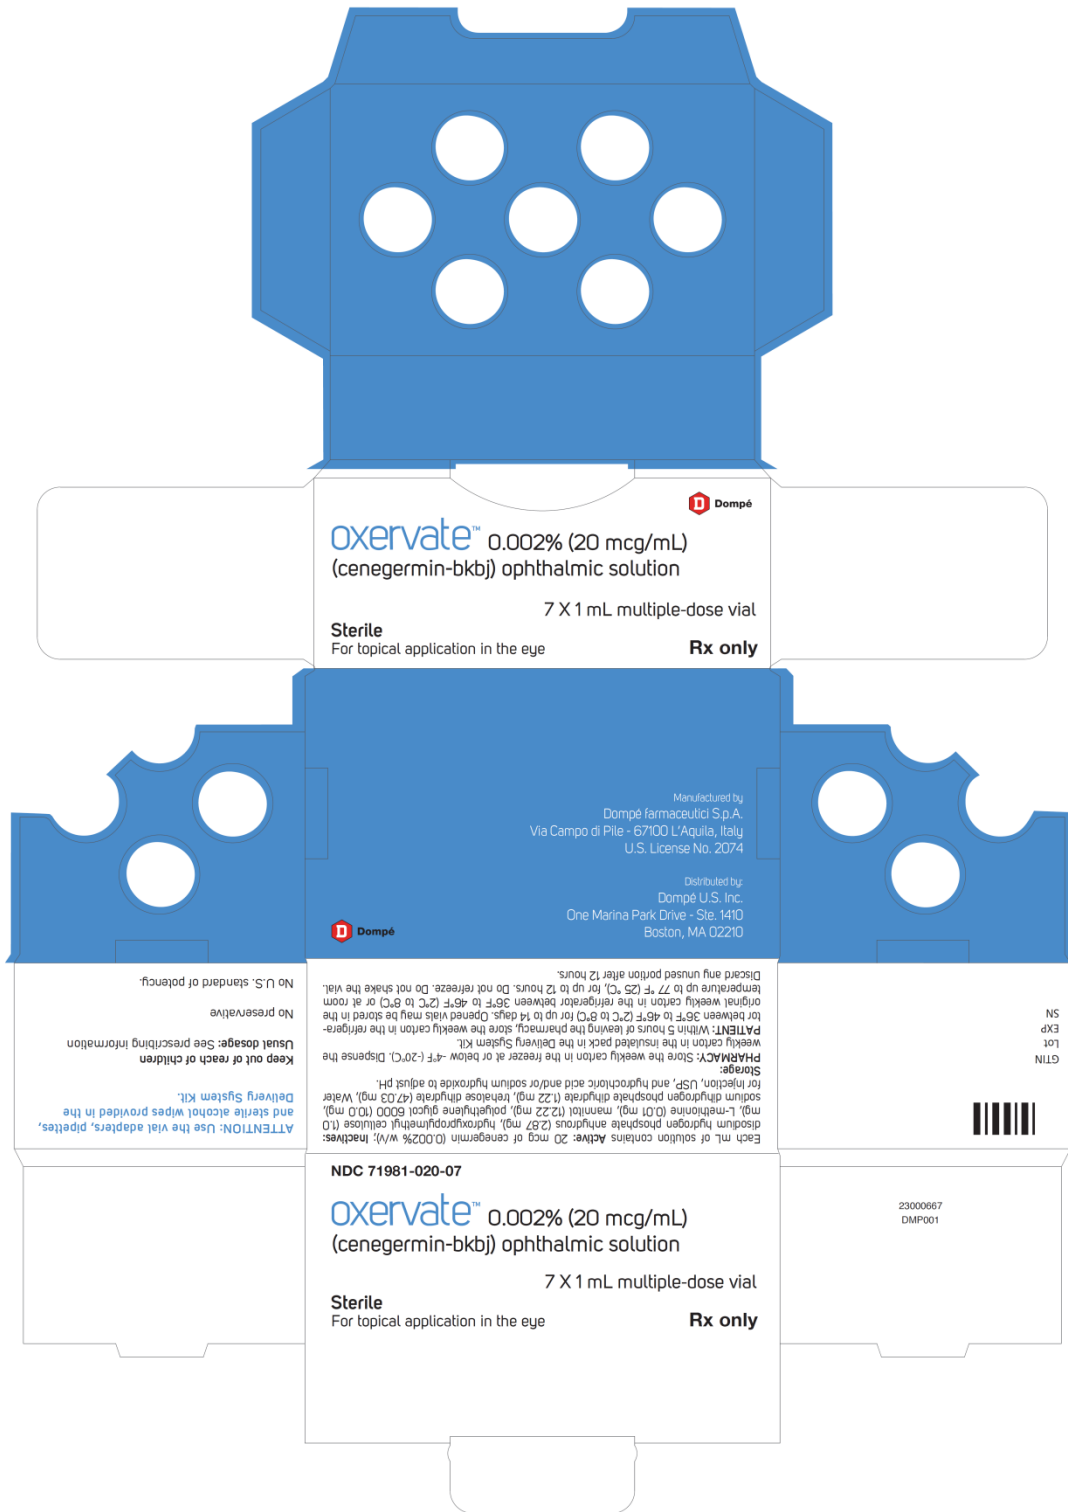 D Dompé
oxervate™ 0.002% (20 mcg/mL)
(cenegermin-bkbj) ophthalmic solution
7 X 1 mL multiple-dose vial
Sterile
For topical application in the eye
Rx only
Manufactured by
Dompé farmaceutici S.p.A.
Via Campo di Pile - 67100 L'Aquila, Italy
U.S. License No. 2074
Distributed by:
Dompé U.S. Inc.
One Marina Park Drive - Ste. 1410
Boston, MA 02210
D Dompé
ATTENTION: Use the vial adapters, pipettes,
and sterile alcohol wipes provided in the
Delivery System Kit.
Keep out of reach of children
Usual dosage: See prescribing information
No preservative
No U.S. standard of potency.
Each mL of solution contains Active: 20 mcg of cenegermin (0.002% w/v); Inactives:
disodium hydrogen phosphate anhydrous (2.87 mg), hydroxypropylmethyl cellulose (1.0
mg), L-methionine (0.01 mg), mannitol (12.22 mg), polyethylene glucol 6000 (10.0 mg),
sodium dihydrogen phosphate dihydrate (1.22 mg), trehalose dihydrate (47.03 mg), Water
for Injection, USP, and hydrochloric acid and/or sodium hydroxide to adjust pH.
Storage:
PHARMACY: Store the weekly carton in the freezer at or below -4°F (-20°C). Dispense the
weekly carton in the insulated pack in the Delivery System Kit.
PATIENT: Within 5 hours of leaving the pharmacy, store the weekly carton in the refrigera-
tor between 36°F to 46°F (2°C to 8°C) for up to 14 days. Opened vials may be stored in the
original weekly carton in the refrigerator between 36°F to 46°F (2°C to 8°C) or at room
temperature up to 77 °F (25 °C), for up to 12 hours. Do not refreeze. Do not shake the vial.
Discard any unused portion after 12 hours.
GTIN
Lot
EXP
SN
NDC 71981-020-07
oxervate™ 0.002% (20 mcg/mL)
(cenegermin-bkbj) ophthalmic solution
7 X 1 mL multiple-dose vial
Sterile
For topical application in the eye
Rx only
23000667
DMP001